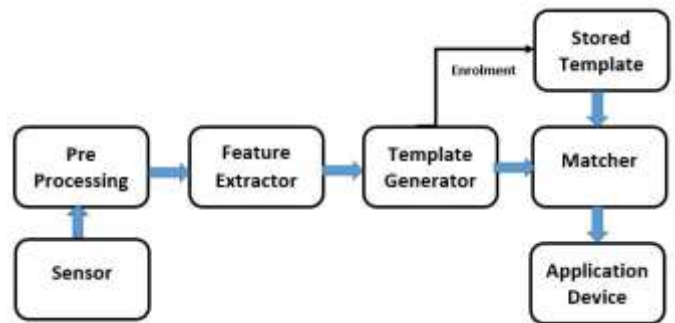 Stored
Template
Enrolment
Pre
Processing
Feature
Extractor
Template
Generator
Matcher
Sensor
Application
Device